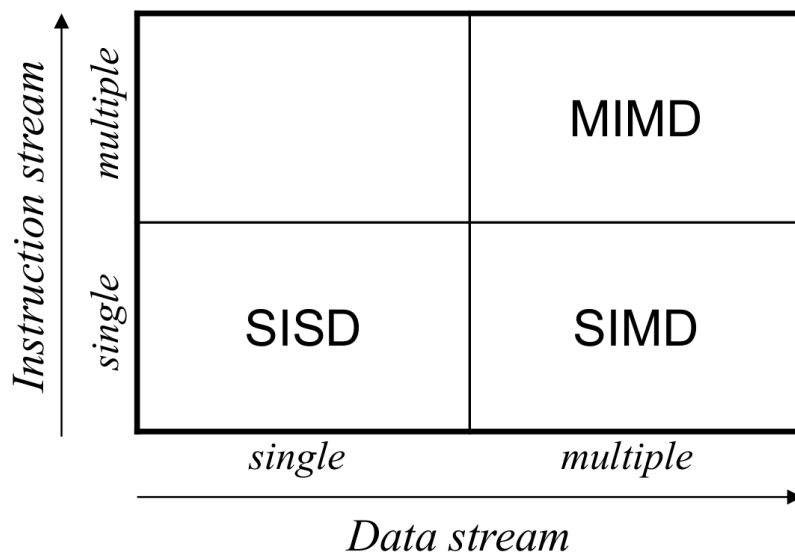 Instruction stream
multiple
MIMD
single
SISD
SIMD
single
multiple
Data stream